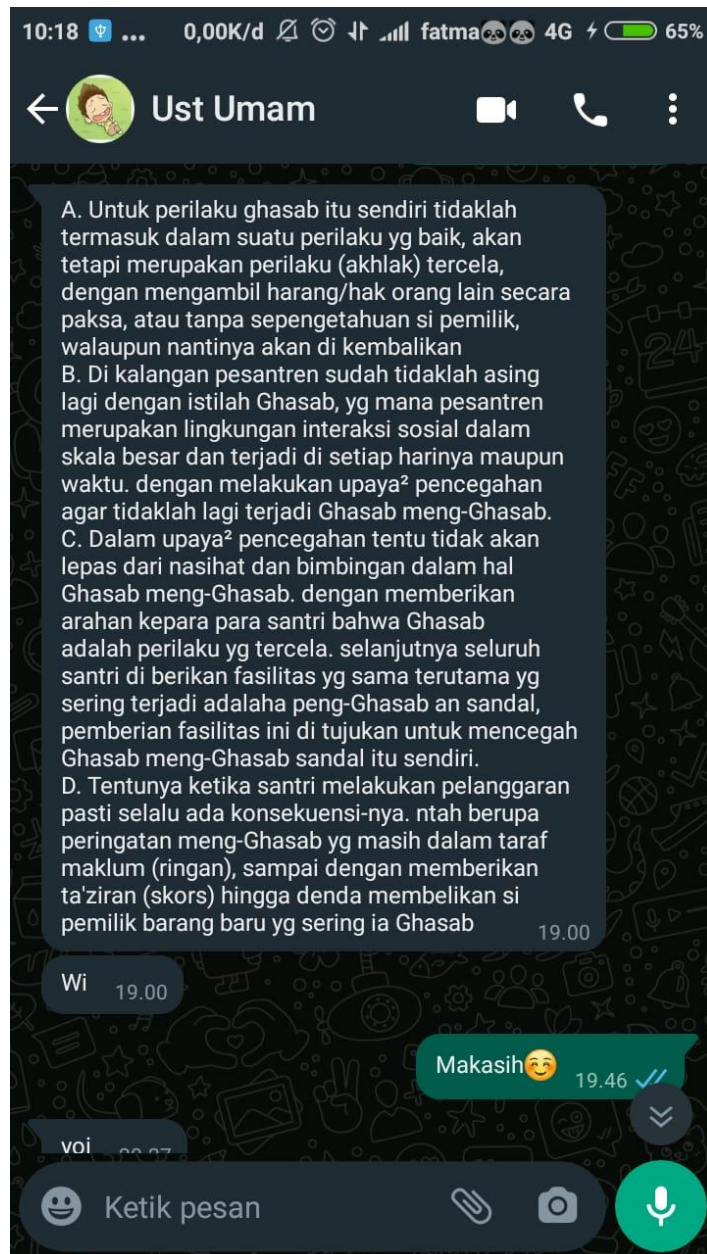 10:18 ... 0,00K/d fatma🐼🐼 4G 65%
Ust Umam
A. Untuk perilaku ghasab itu sendiri tidaklah
termasuk dalam suatu perilaku yg baik, akan
tetapi merupakan perilaku (akhlak) tercela,
dengan mengambil harang/hak orang lain secara
paksa, atau tanpa sepengetahuan si pemilik,
walaupun nantinya akan di kembalikan
B. Di kalangan pesantren sudah tidaklah asing
lagi dengan istilah Ghasab, yg mana pesantren
merupakan lingkungan interaksi sosial dalam
skala besar dan terjadi di setiap harinya maupun
waktu. dengan melakukan upaya² pencegahan
agar tidaklah lagi terjadi Ghasab meng-Ghasab.
C. Dalam upaya² pencegahan tentu tidak akan
lepas dari nasihat dan bimbingan dalam hal
Ghasab meng-Ghasab. dengan memberikan
arahan kepara para santri bahwa Ghasab
adalah perilaku yg tercela. selanjutnya seluruh
santri di berikan fasilitas yg sama terutama yg
sering terjadi adalaha peng-Ghasab an sandal,
pemberian fasilitas ini di tujukan untuk mencegah
Ghasab meng-Ghasab sandal itu sendiri.
D. Tentunya ketika santri melakukan pelanggaran
pasti selalu ada konsekuensi-nya. ntah berupa
peringatan meng-Ghasab yg masih dalam taraf
maklum (ringan), sampai dengan memberikan
ta'ziran (skors) hingga denda membelikan si
pemilik barang baru yg sering ia Ghasab 19.00
Wi 19.00
Makasih☺️ 19.46
yoi
Ketik pesan